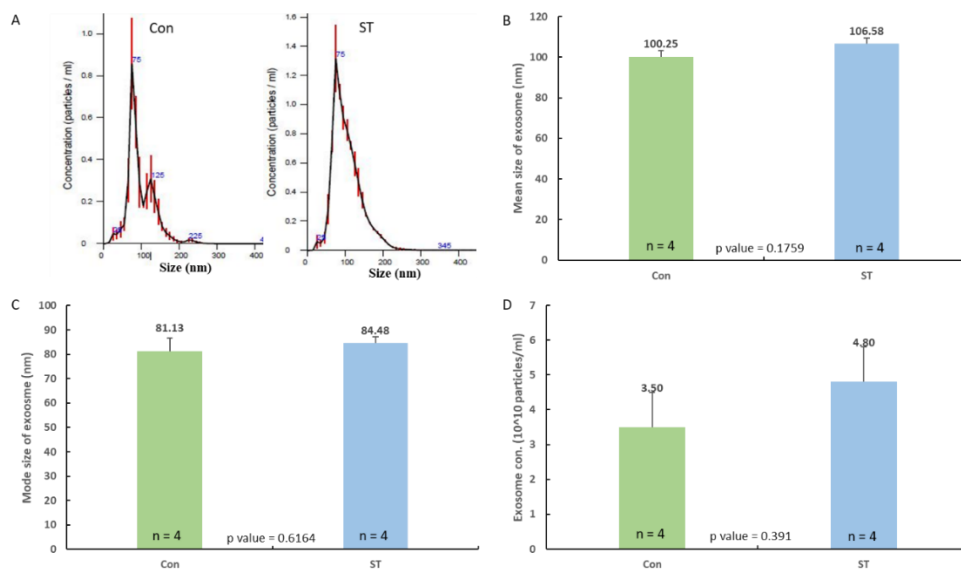 A
Con
ST
Concentration (particles / ml)
1.0
0.8
0.6
0.4
0.2
0
75
125
225
0
100
200
300
400
Size (nm)
Concentration (particles / ml)
1.6
1.4
1.2
1.0
0.8
0.6
0.4
0.2
0
75
25
345
0
100
200
300
400
Size (nm)
B
Mean size of exosome (nm)
120
100
80
60
40
20
0
100.25
106.58
n = 4
p value = 0.1759
n = 4
Con
ST
C
Mode size of exoosme (nm)
100
90
80
70
60
50
40
30
20
10
0
81.13
84.48
n = 4
p value = 0.6164
n = 4
Con
ST
D
Exosome con. (10^10 particles/ml)
7
6
5
4
3
2
1
0
3.50
4.80
n = 4
p value = 0.391
n = 4
Con
ST